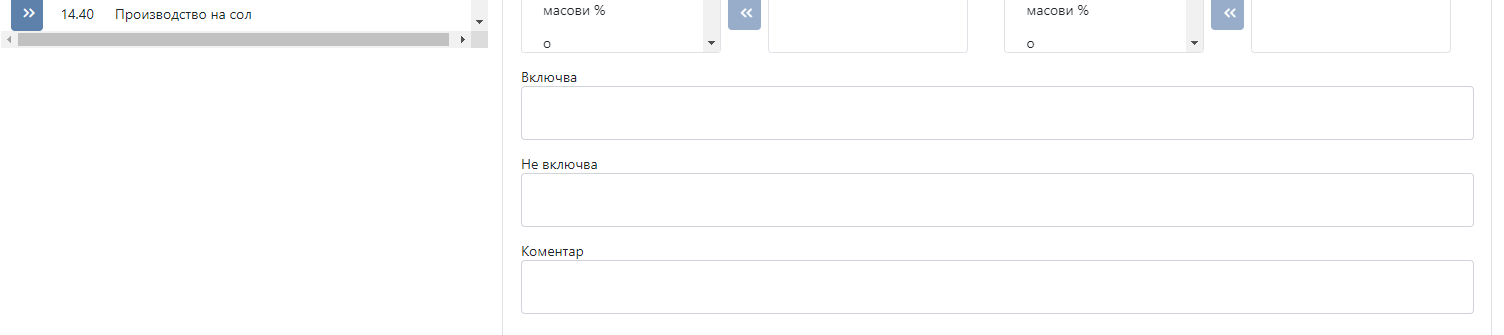 14.40 Производство на сол
масови %
о
масови %
о
Включва
Не включва
Коментар